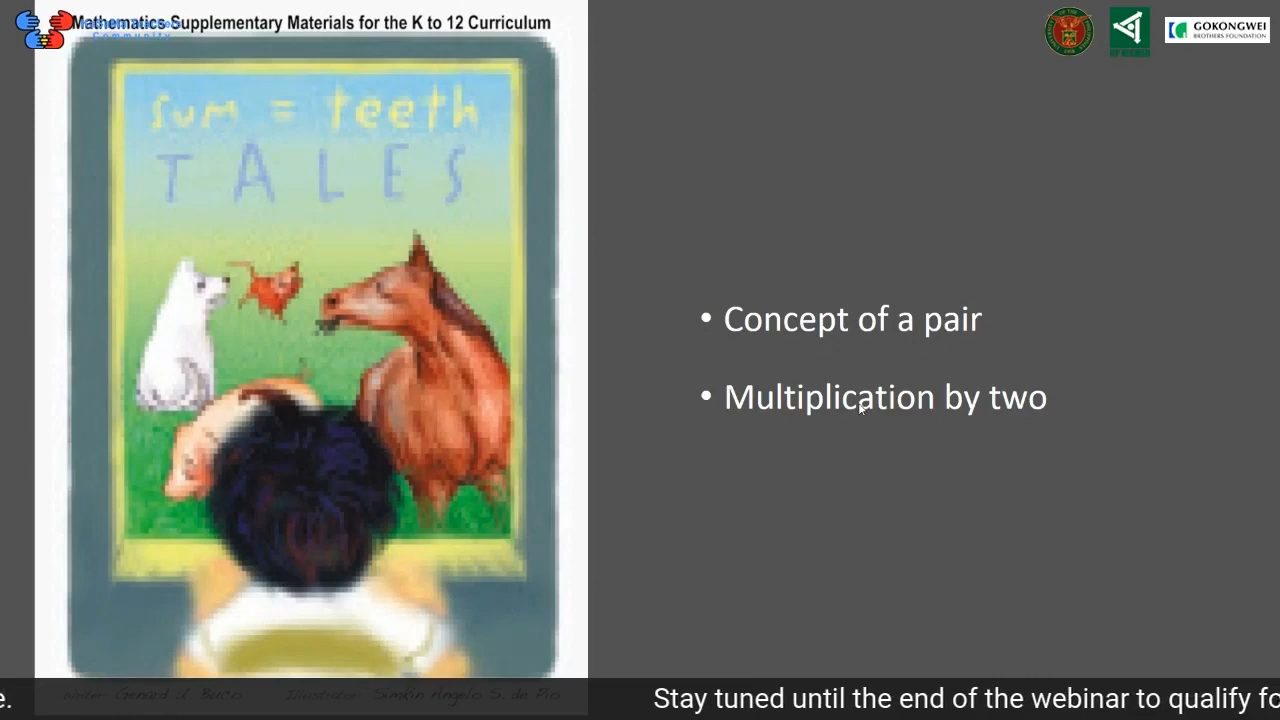 Mathematics Supplementary Materials for the K to 12 Curriculum
Community
GOKONGWEI
BROTHERS FOUNDATION
sum = teeth
TALES
• Concept of a pair
• Multiplication by two
e.
Stay tuned until the end of the webinar to qualify fo